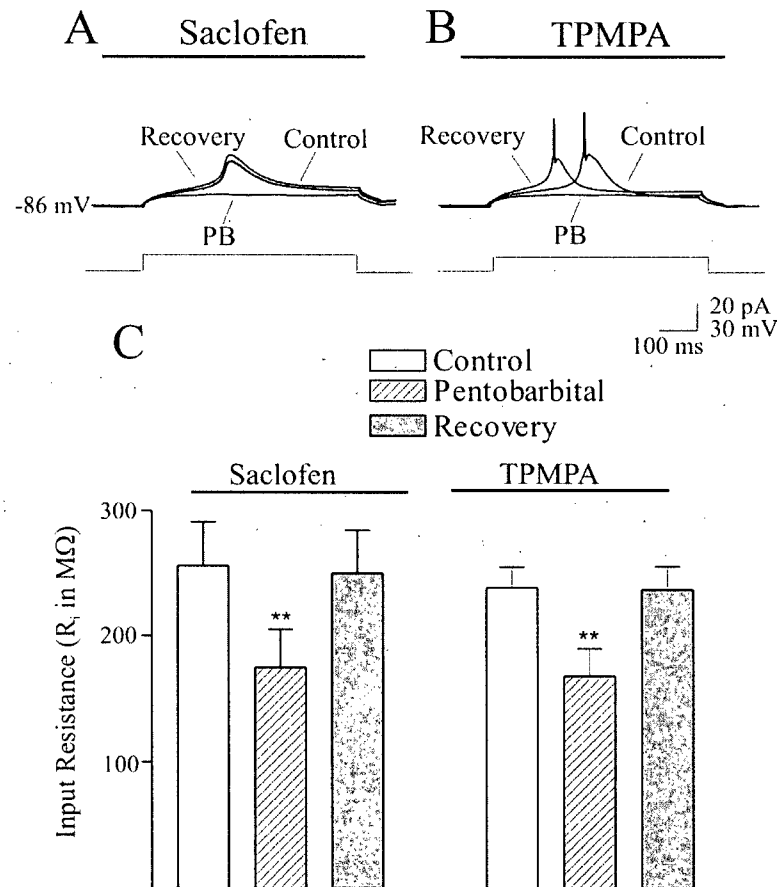 A Saclofen
B TPMPA
Recovery Control
Recovery Control
-86 mV
PB
PB
20 pA
30 mV
100 ms
C
Control
Pentobarbital
Recovery
Saclofen
TPMPA
Input Resistance (Ri in MΩ)
300
200
100
**
**